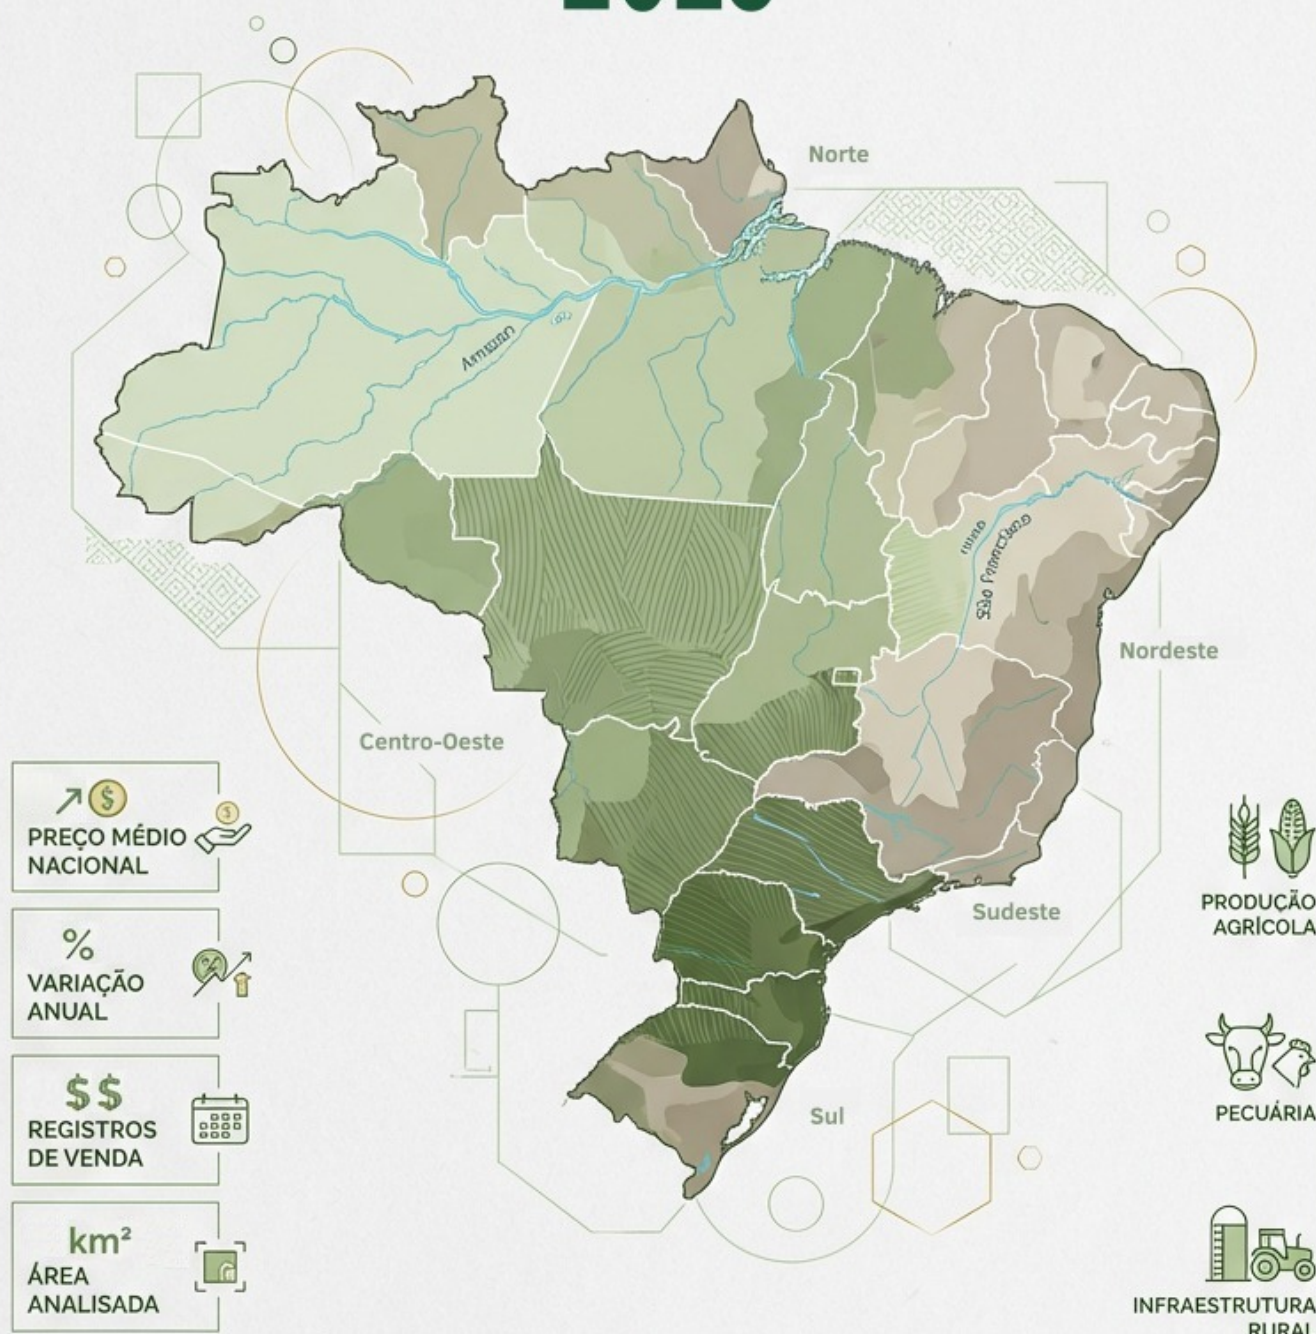 Norte
Nordeste
Centro-Oeste
Sudeste
Sul
$
$
PREÇO MÉDIO
NACIONAL
%
%
VARIAÇÃO
ANUAL
$$
REGISTROS
DE VENDA
km²
ÁREA
ANALISADA
PRODUÇÃO
AGRÍCOLA
PECUÁRIA
INFRAESTRUTURA
RURAL